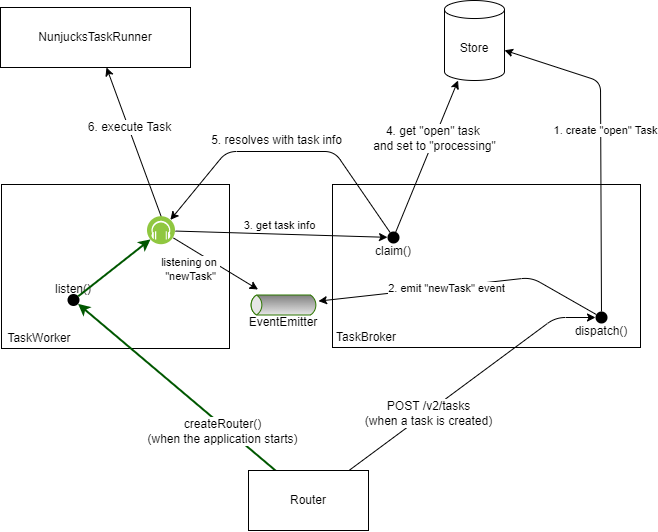 NunjucksTaskRunner
Store
6. execute Task
5. resolves with task info
4. get "open" task
and set to "processing"
1. create "open" Task
3. get task info
claim()
listening on
"newTask"
listen()
2. emit "newTask" event
EventEmitter
dispatch()
TaskWorker
TaskBroker
createRouter()
(when the application starts)
POST /v2/tasks
(when a task is created)
Router